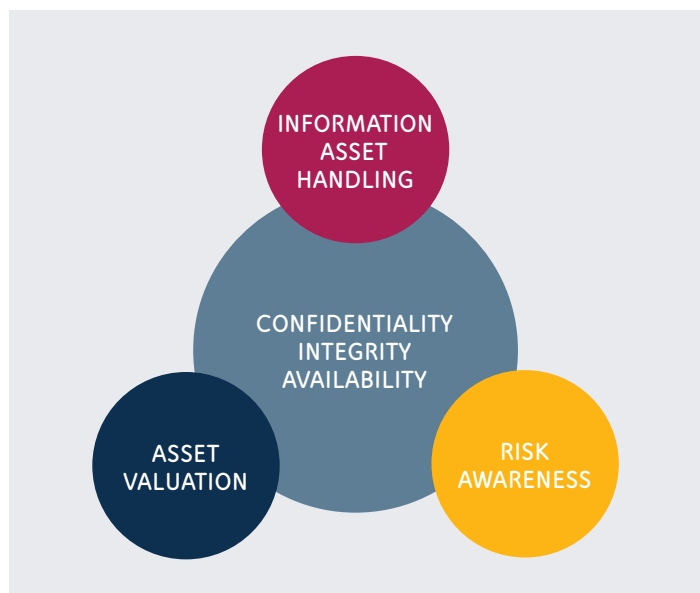 INFORMATION
ASSET
HANDLING
CONFIDENTIALITY
INTEGRITY
AVAILABILITY
ASSET
VALUATION
RISK
AWARENESS